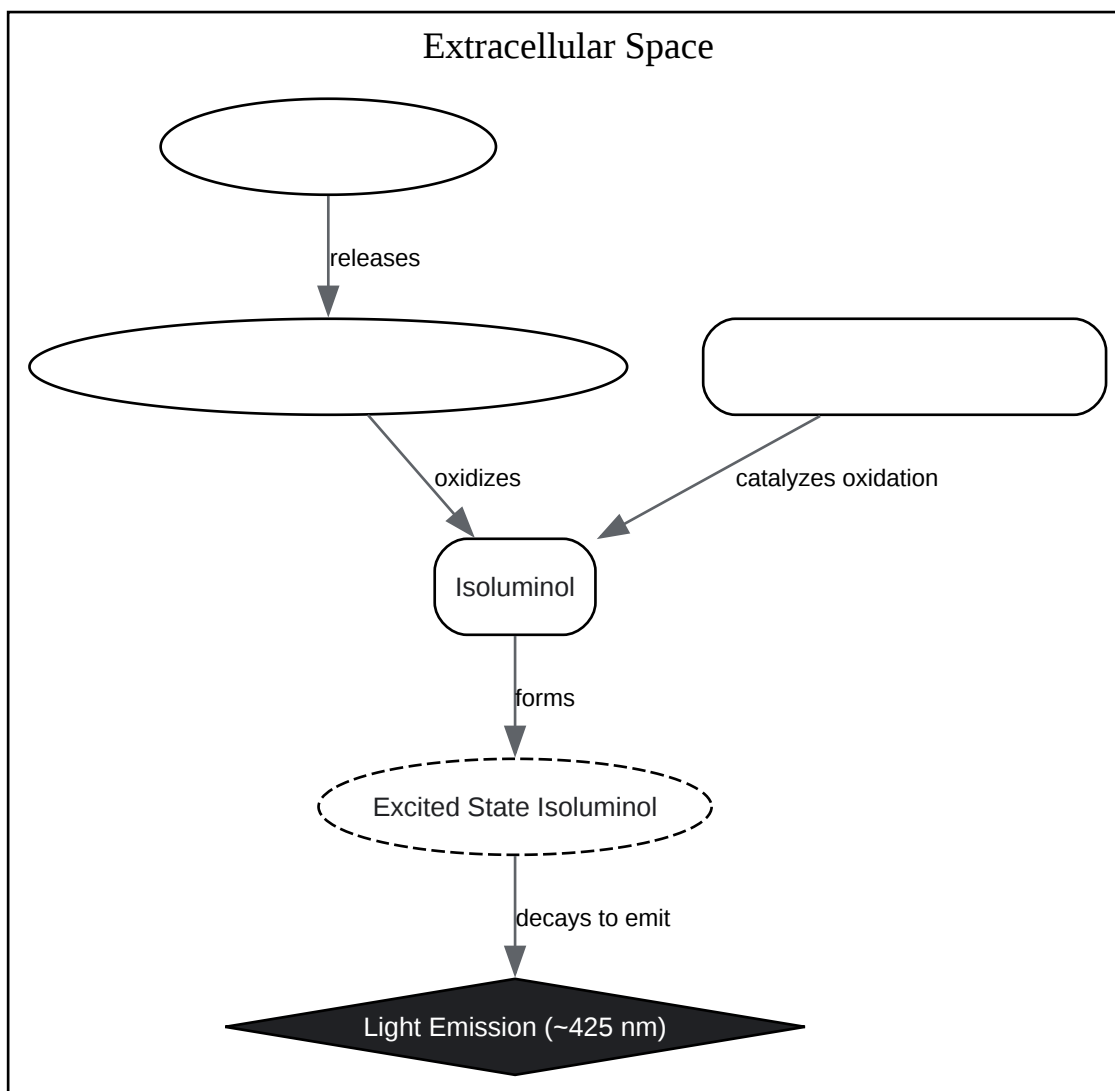 Extracellular Space
releases
oxidizes
catalyzes oxidation
Isoluminol
forms
Excited State Isoluminol
decays to emit
Light Emission (~425 nm)